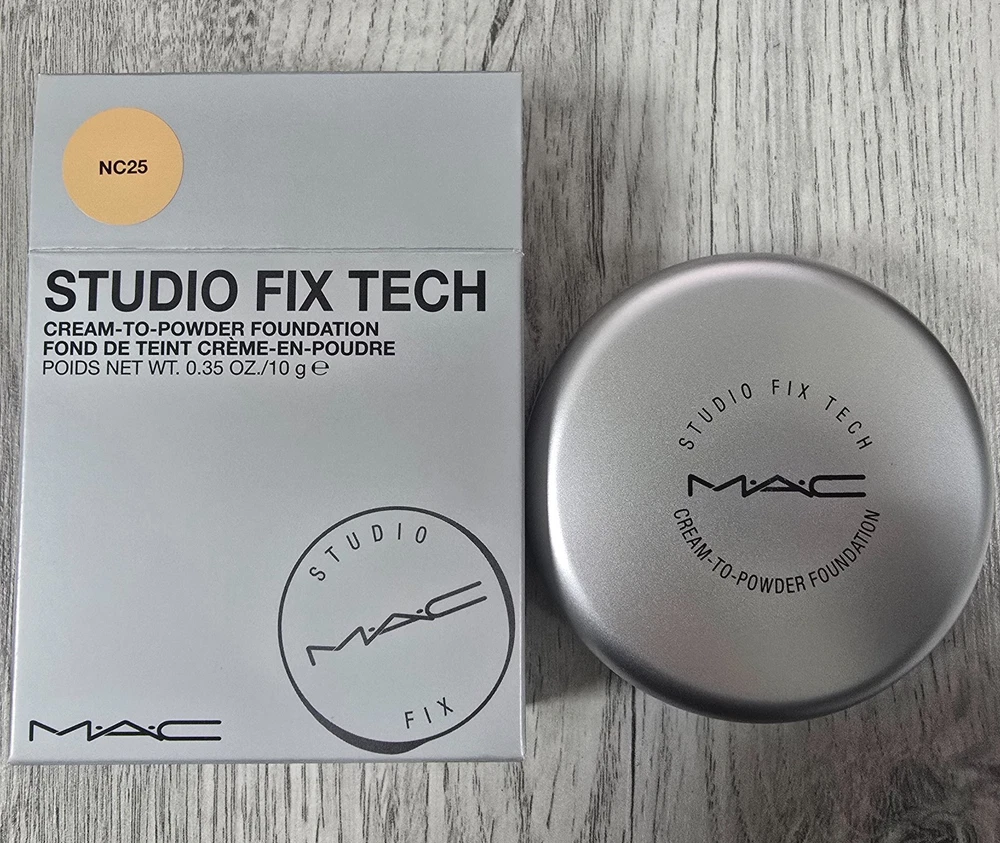 NC25
STUDIO FIX TECH
CREAM-TO-POWDER FOUNDATION
FOND DE TEINT CRÈME-EN-POUDRE
POIDS NET WT. 0.35 OZ./10 g ℮
STUDIO
M·A·C
FIX
M·A·C
STUDIO FIX TECH
M·A·C
CREAM-TO-POWDER FOUNDATION